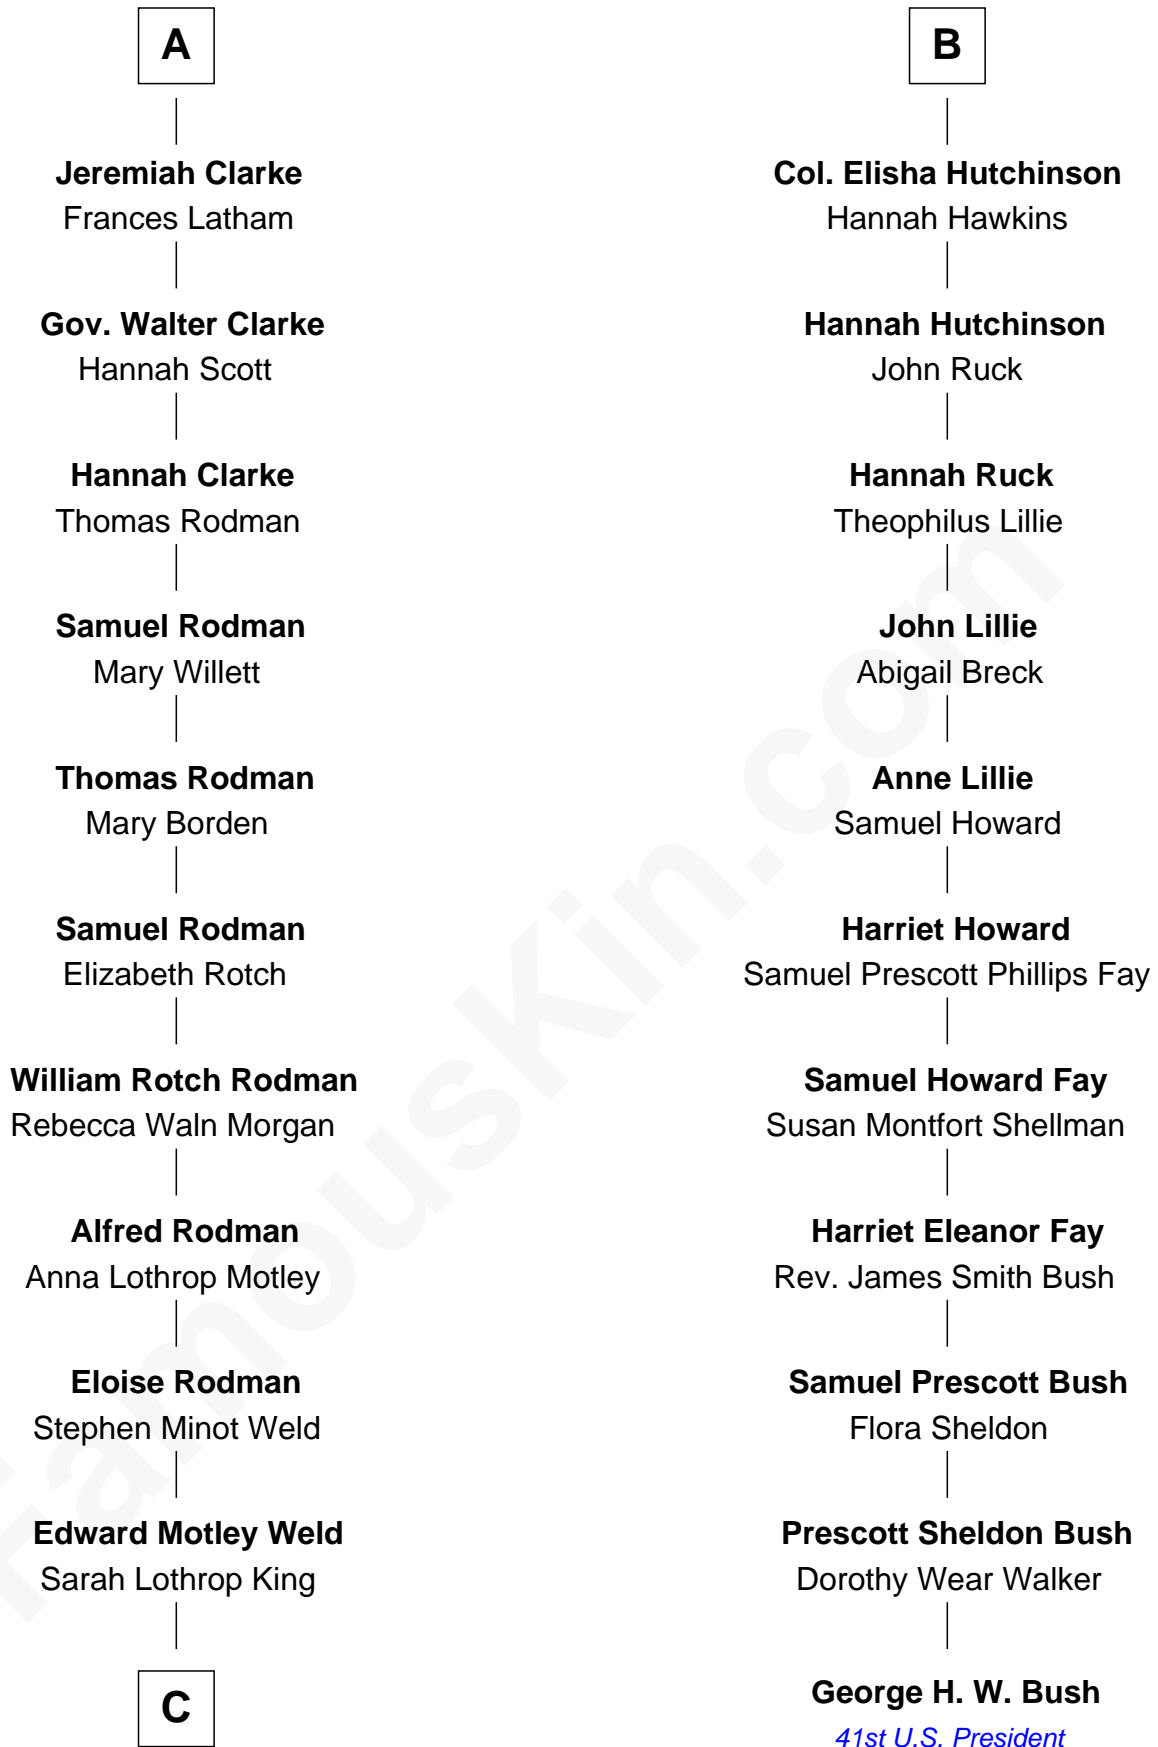 A
Jeremiah Clarke
Frances Latham
Gov. Walter Clarke
Hannah Scott
Hannah Clarke
Thomas Rodman
Samuel Rodman
Mary Willett
Thomas Rodman
Mary Borden
Samuel Rodman
Elizabeth Rotch
William Rotch Rodman
Rebecca Waln Morgan
Alfred Rodman
Anna Lothrop Motley
Eloise Rodman
Stephen Minot Weld
Edward Motley Weld
Sarah Lothrop King
C
B
Col. Elisha Hutchinson
Hannah Hawkins
Hannah Hutchinson
John Ruck
Hannah Ruck
Theophilus Lillie
John Lillie
Abigail Breck
Anne Lillie
Samuel Howard
Harriet Howard
Samuel Prescott Phillips Fay
Samuel Howard Fay
Susan Montfort Shellman
Harriet Eleanor Fay
Rev. James Smith Bush
Samuel Prescott Bush
Flora Sheldon
Prescott Sheldon Bush
Dorothy Wear Walker
George H. W. Bush
41st U.S. President
FamousKin.com